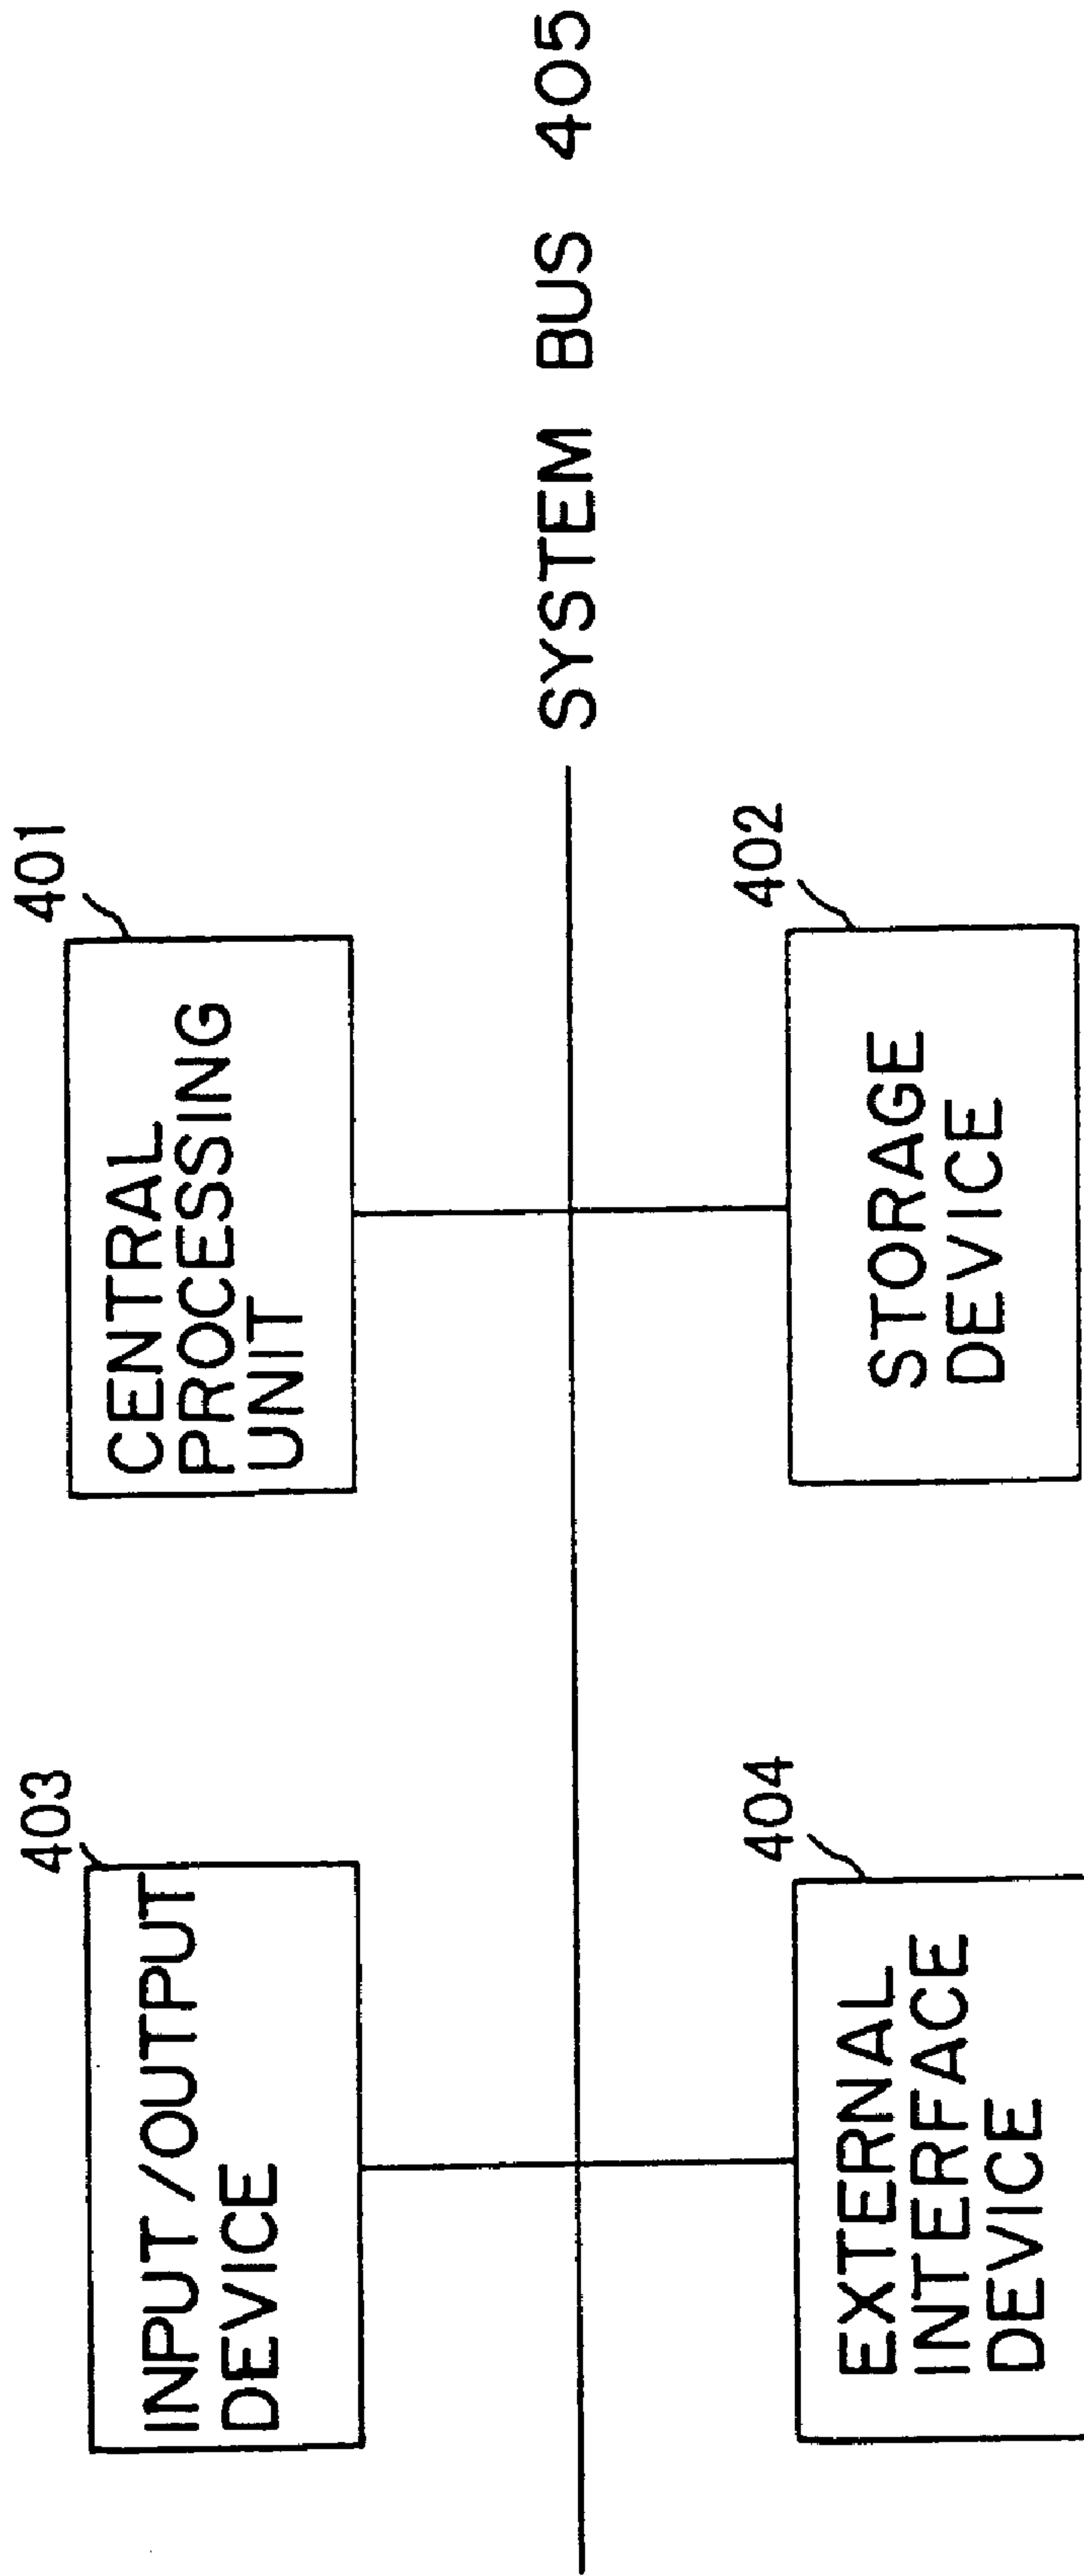 403
INPUT/OUTPUT
DEVICE
401
CENTRAL
PROCESSING
UNIT
SYSTEM BUS 405
404
EXTERNAL
INTERFACE
DEVICE
402
STORAGE
DEVICE